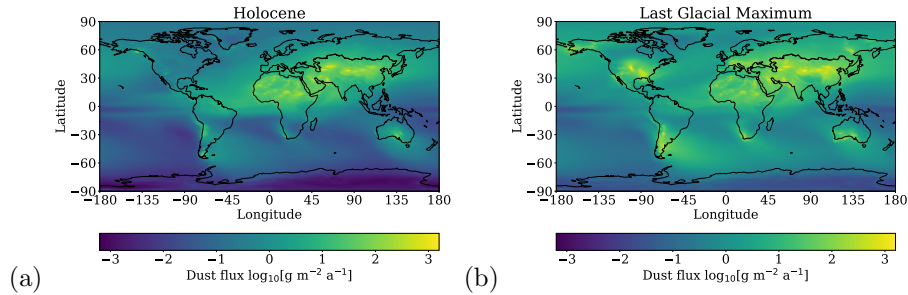 Holocene
90
60
30
0
−30
−60
−90
Latitude
−180 −135 −90 −45 0 45 90 135 180
Longitude
−3 −2 −1 0 1 2 3
Dust flux log₁₀[g m⁻² a⁻¹]
(a)
Last Glacial Maximum
90
60
30
0
−30
−60
−90
Latitude
−180 −135 −90 −45 0 45 90 135 180
Longitude
−3 −2 −1 0 1 2 3
Dust flux log₁₀[g m⁻² a⁻¹]
(b)